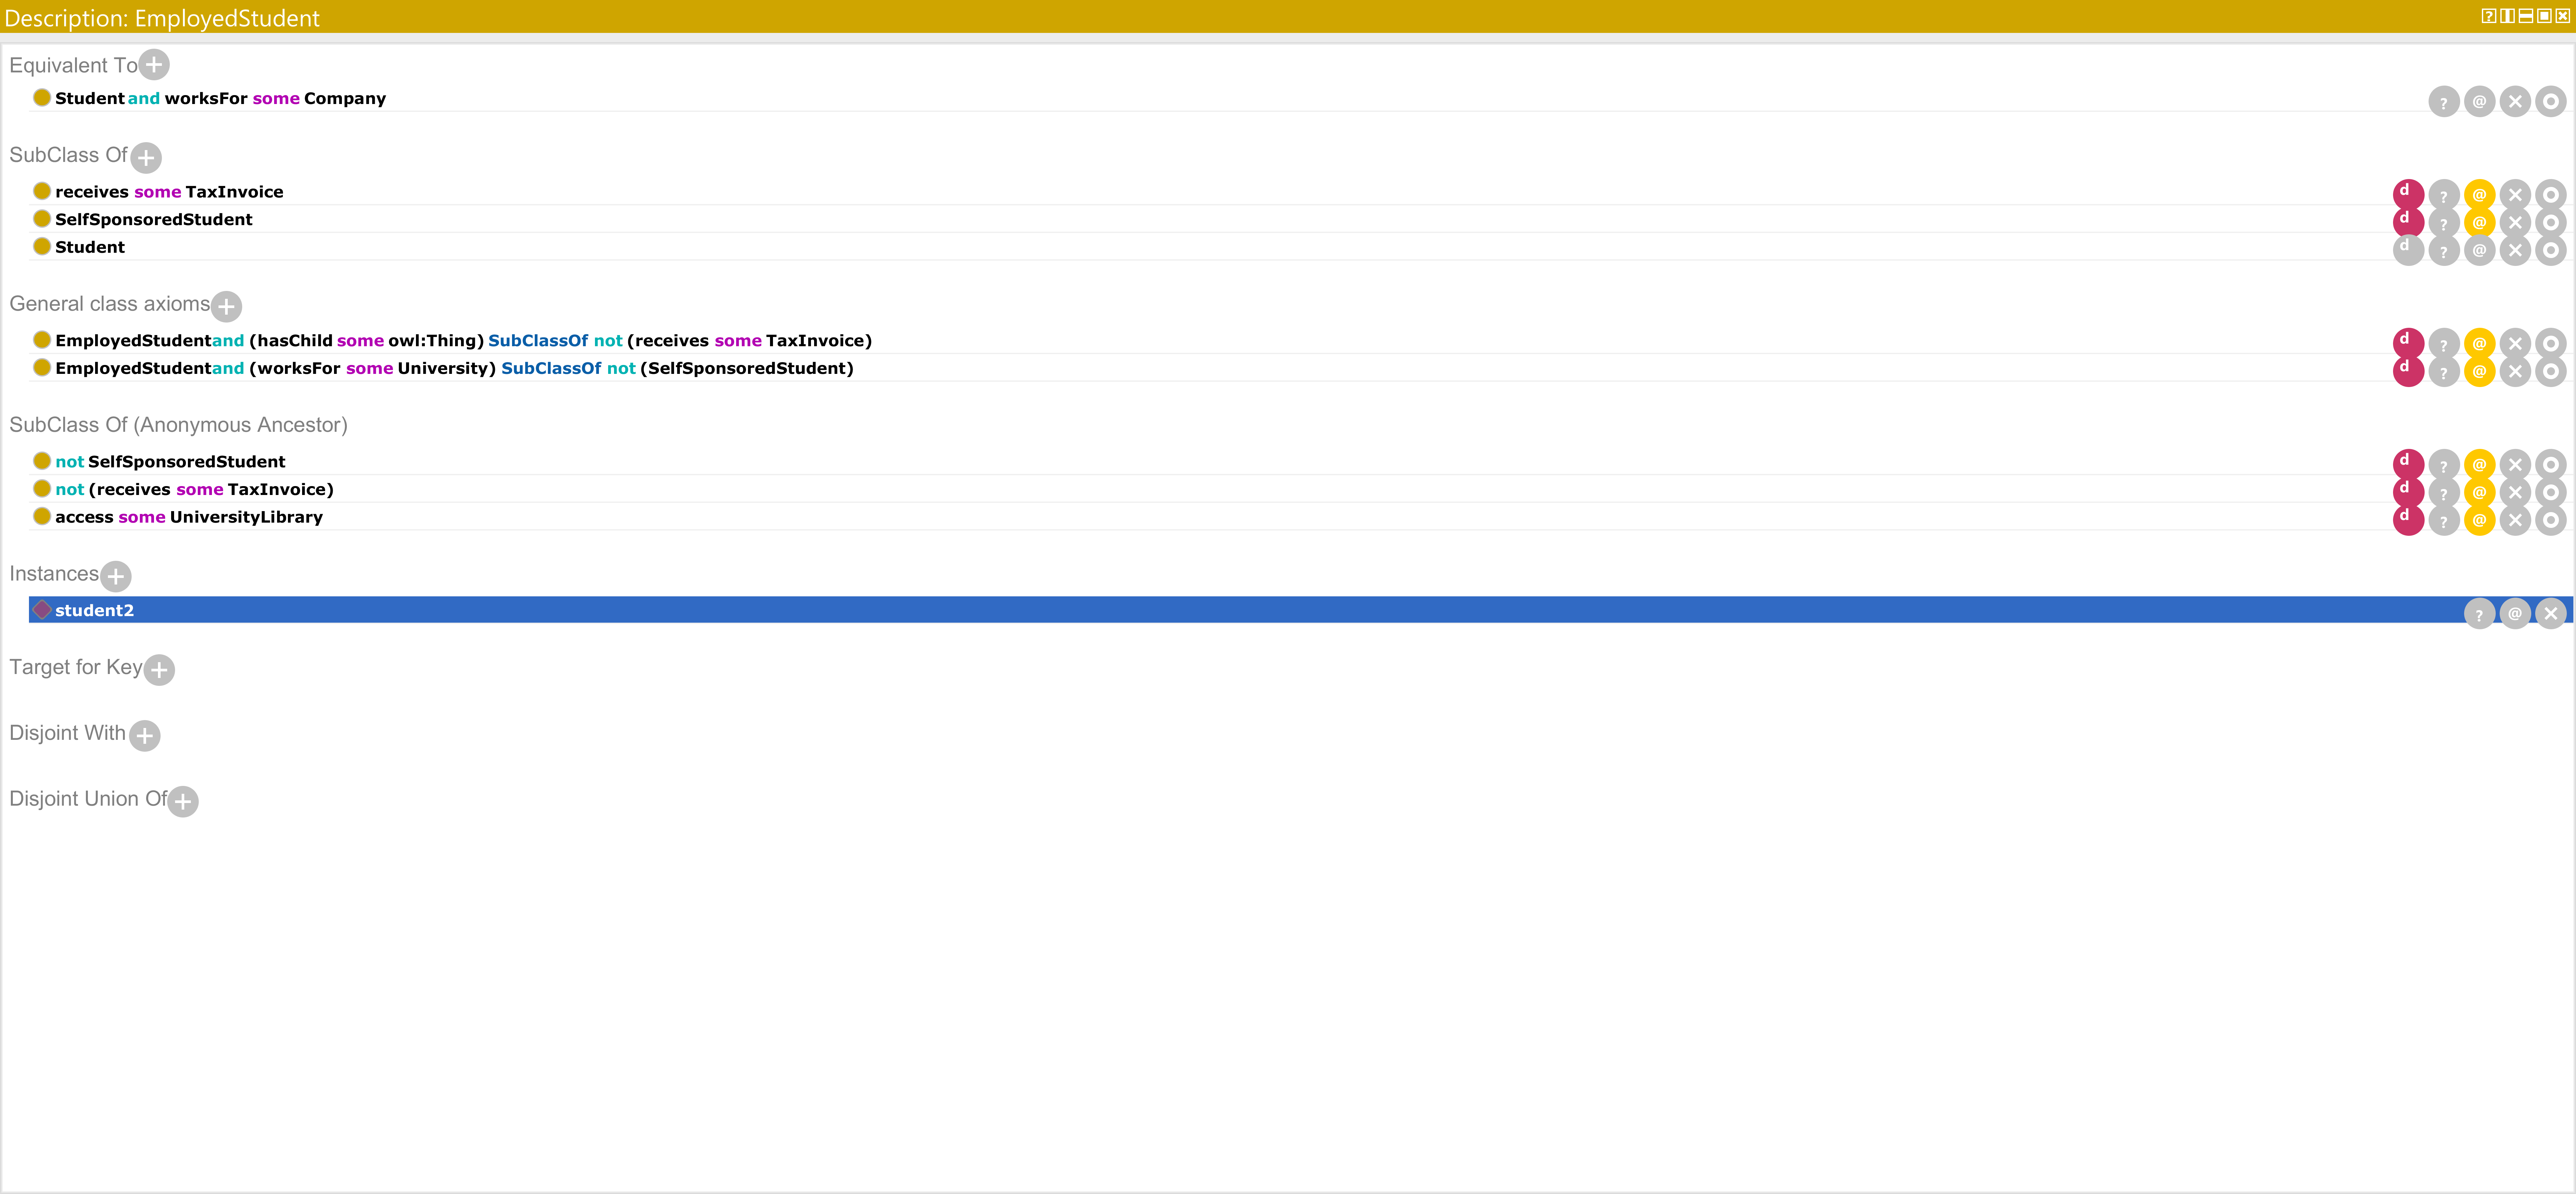 Description: EmployedStudent
Equivalent To
Student and worksFor some Company
? @
SubClass Of
receives some TaxInvoice
d ? @
SelfSponsoredStudent
d ? @
Student
d ? @
General class axioms
EmployedStudentand (hasChild some owl:Thing) SubClassOf not (receives some TaxInvoice)
d ? @
EmployedStudentand (worksFor some University) SubClassOf not (SelfSponsoredStudent)
d ? @
SubClass Of (Anonymous Ancestor)
not SelfSponsoredStudent
d ? @
not (receives some TaxInvoice)
d ? @
access some UniversityLibrary
d ? @
Instances
student2
? @
Target for Key
Disjoint With
Disjoint Union Of